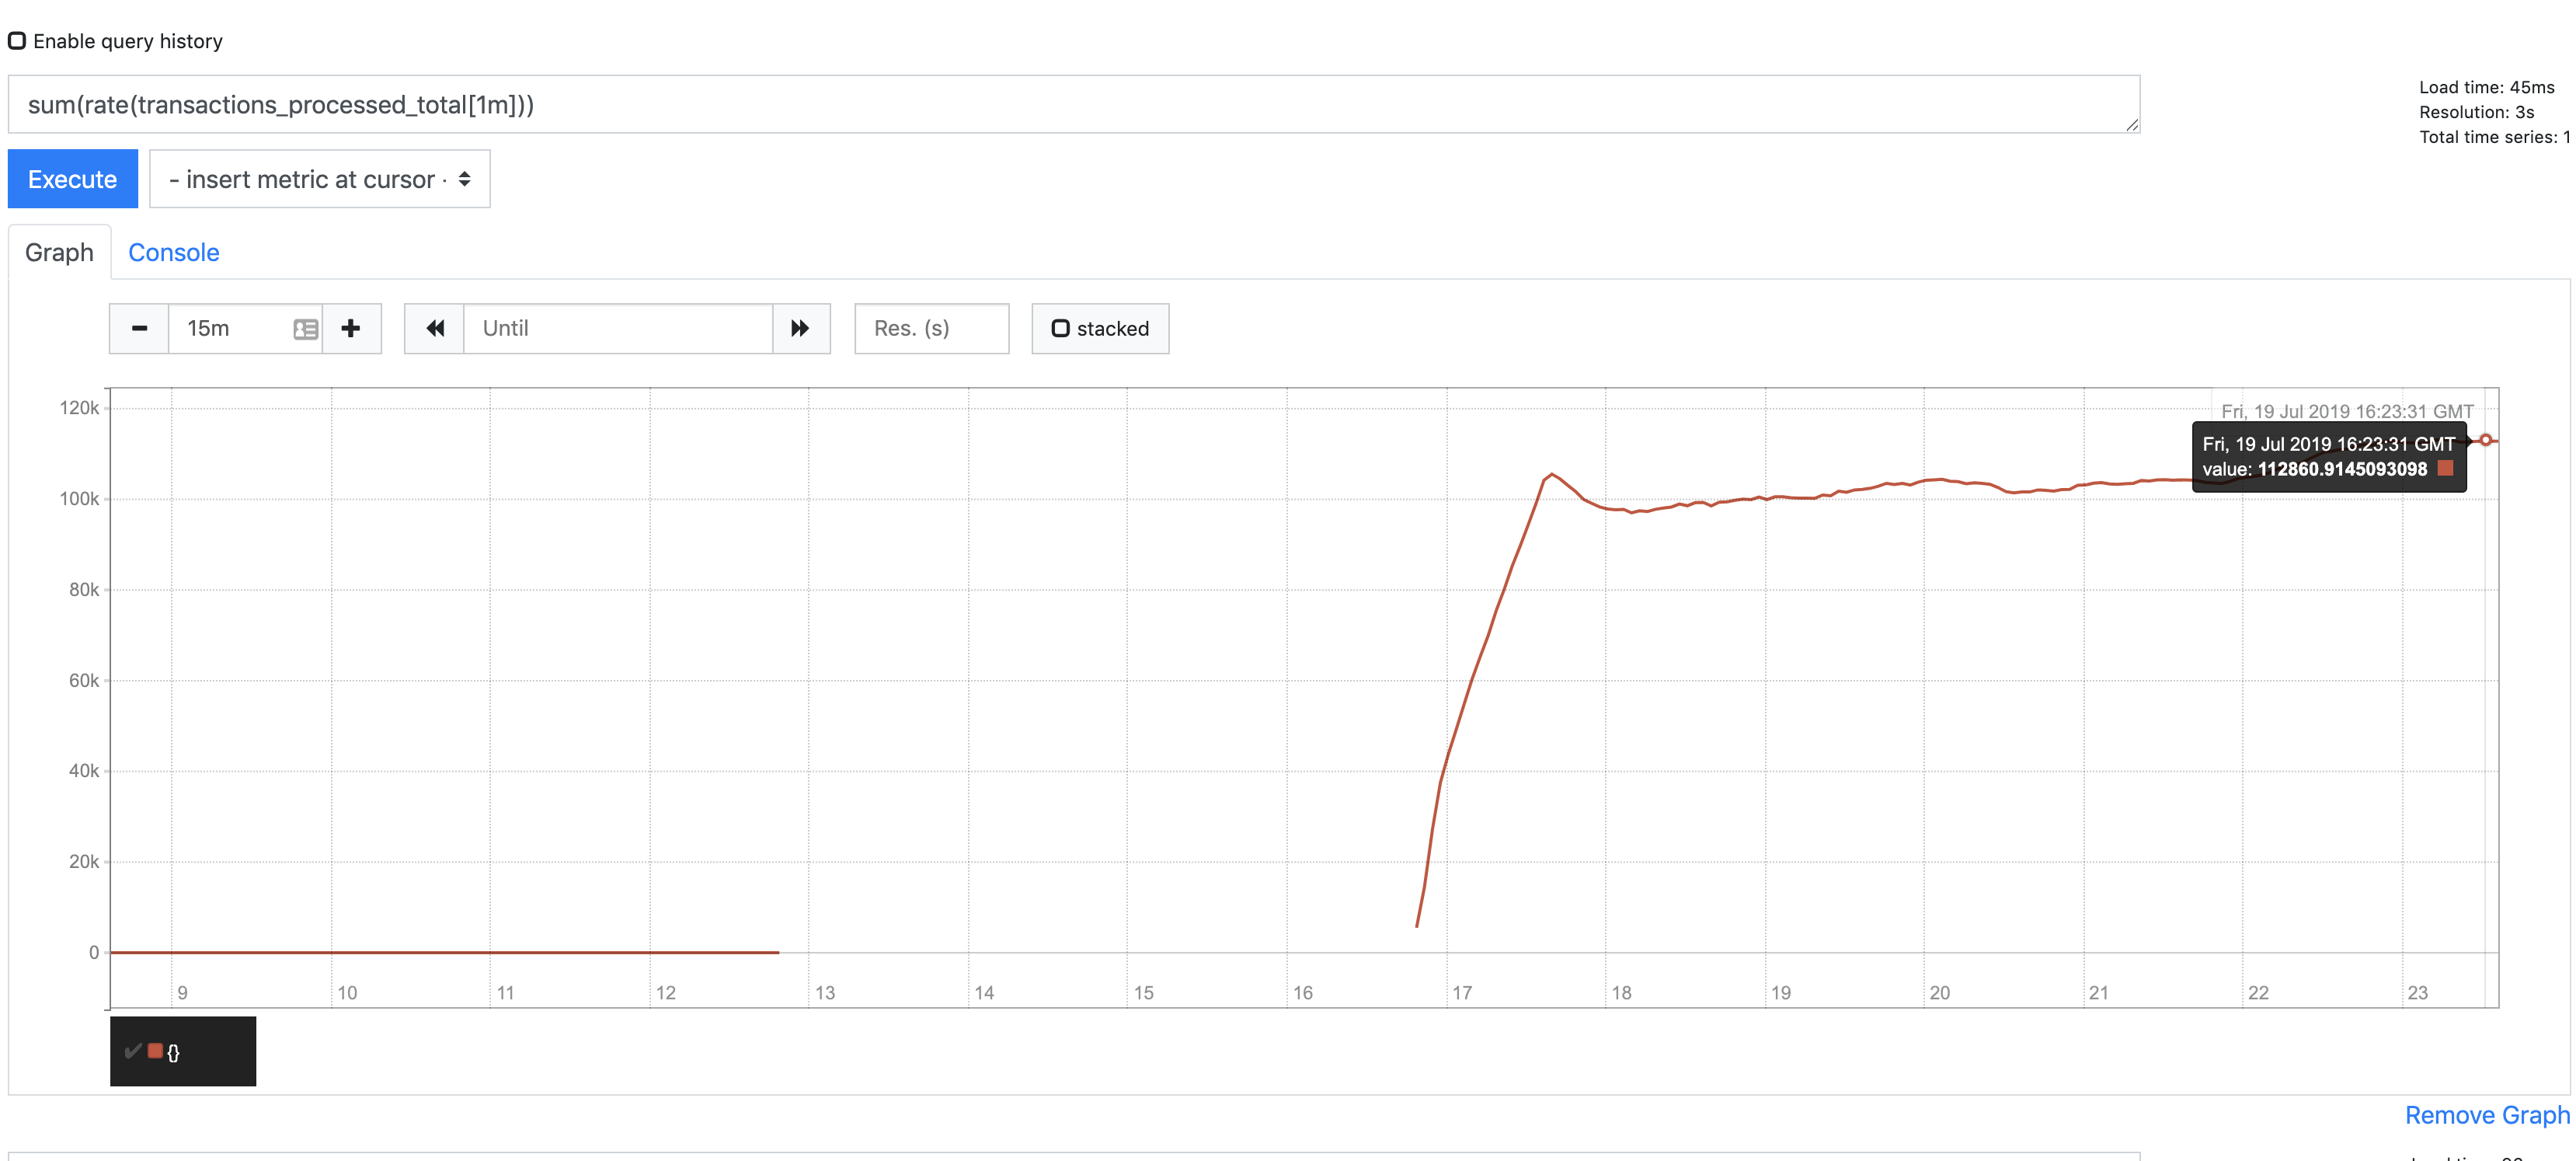 Enable query history
sum(rate(transactions_processed_total[1m]))
Load time: 45ms
Resolution: 3s
Total time series: 1
Execute
- insert metric at cursor -
Graph Console
15m Until Res. (s) stacked
120k
100k
80k
60k
40k
20k
0
Fri, 19 Jul 2019 16:23:31 GMT
Fri, 19 Jul 2019 16:23:31 GMT
value: 112860.9145093098
9 10 11 12 13 14 15 16 17 18 19 20 21 22 23
{}
Remove Graph